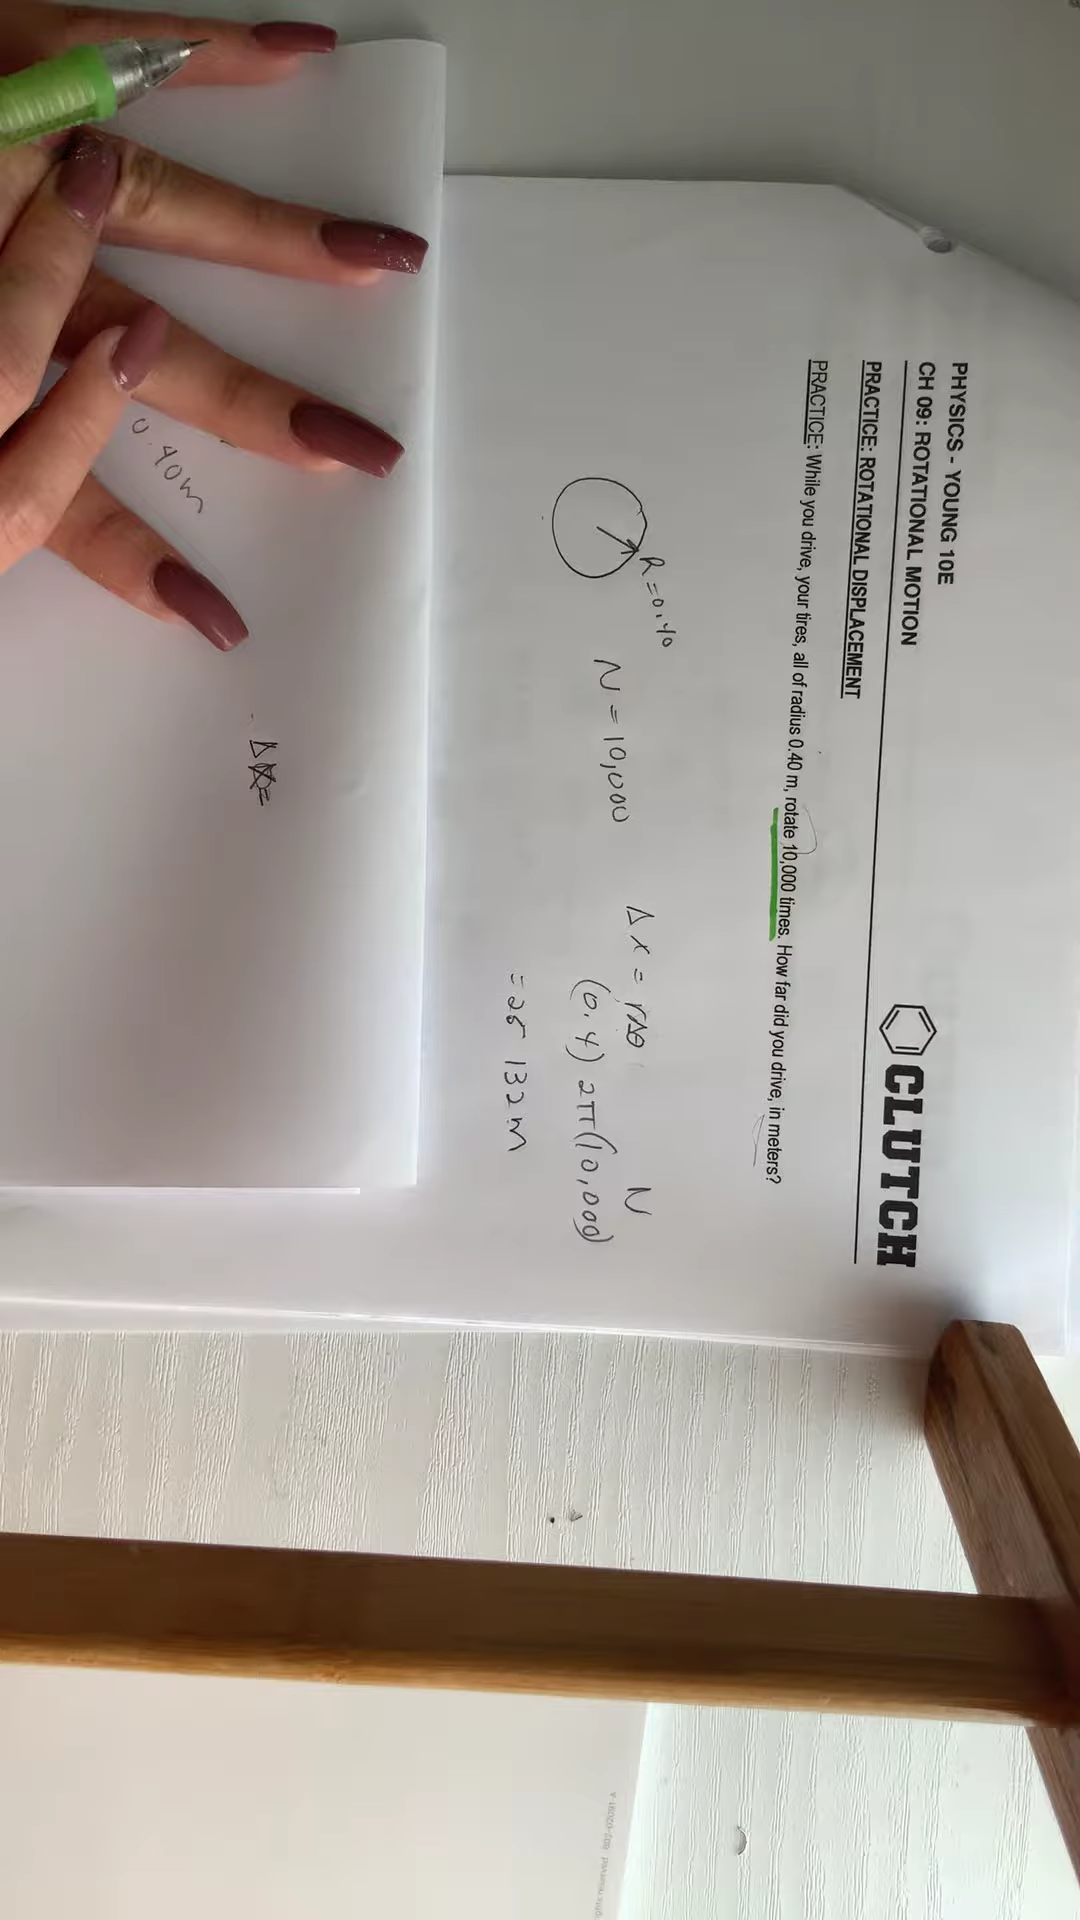 PHYSICS - YOUNG 10E
CH 09: ROTATIONAL MOTION
CLUTCH
PRACTICE: ROTATIONAL DISPLACEMENT
PRACTICE: While you drive, your tires, all of radius 0.40 m, rotate 10,000 times. How far did you drive, in meters?
R=0.40
N = 10,000
Δx = rΔθ
N
(0.4) 2π(10,000)
= 25 132m
0.40m